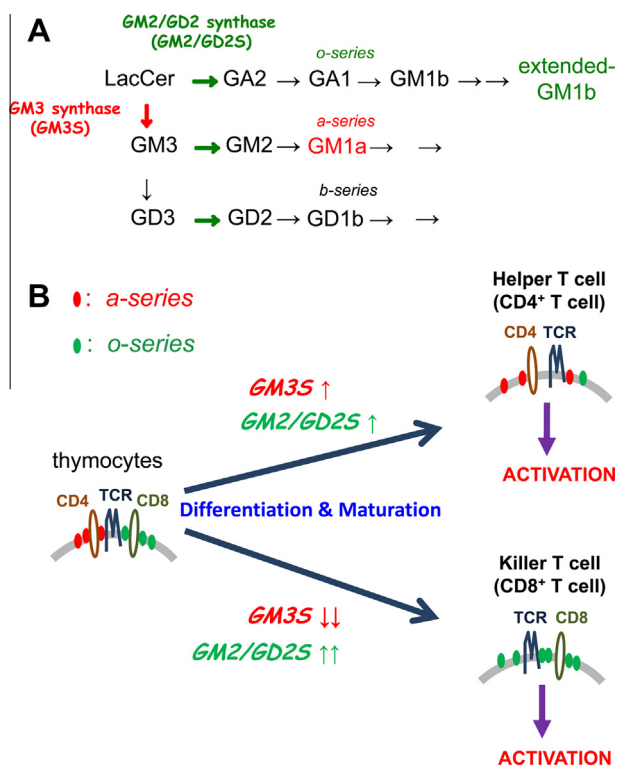 A
GM2/GD2 synthase
(GM2/GD2S)
o-series
LacCer → GA2 → GA1 → GM1b →→ extended-
GM1b
GM3 synthase
(GM3S)
a-series
GM3 → GM2 → GM1a → →
↓
b-series
GD3 → GD2 → GD1b → →
B
: a-series
: o-series
Helper T cell
(CD4⁺ T cell)
CD4 TCR
GM3S ↑
GM2/GD2S ↑
ACTIVATION
thymocytes
CD4 TCR CD8
Differentiation & Maturation
Killer T cell
(CD8⁺ T cell)
GM3S ↓↓
GM2/GD2S ↑↑
TCR CD8
ACTIVATION